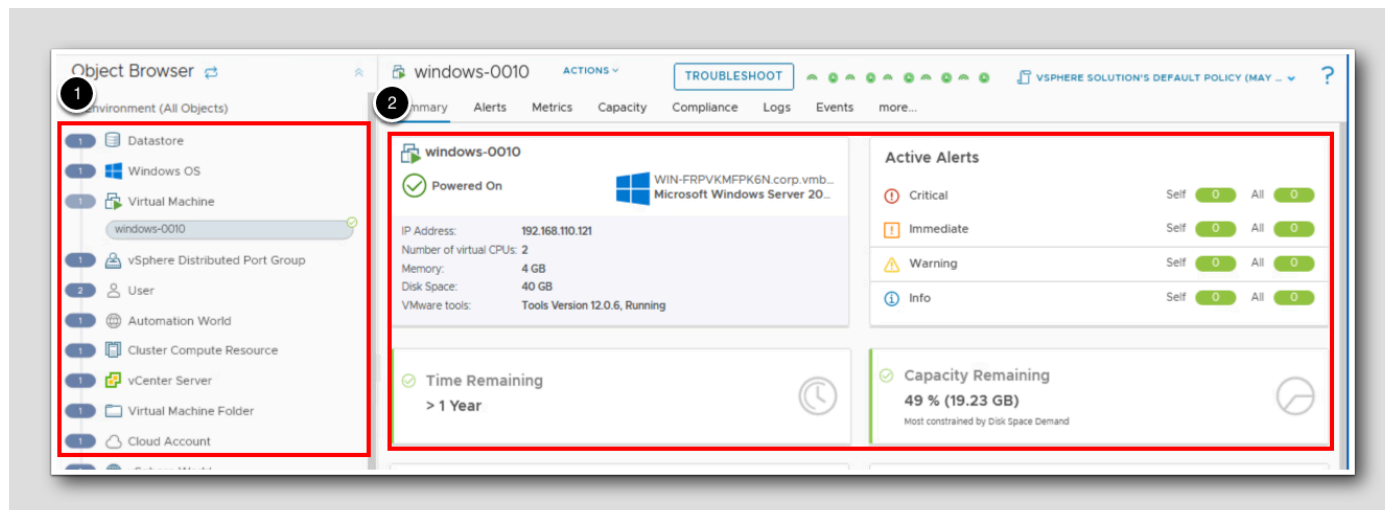 Object Browser
1
Environment (All Objects)
1 Datastore
1 Windows OS
1 Virtual Machine
windows-0010
1 vSphere Distributed Port Group
2 User
1 Automation World
1 Cluster Compute Resource
1 vCenter Server
1 Virtual Machine Folder
1 Cloud Account
windows-0010 ACTIONS TROUBLESHOOT VSPHERE SOLUTION'S DEFAULT POLICY (MAY ... ?
2
Summary Alerts Metrics Capacity Compliance Logs Events more...
windows-0010
Powered On
WIN-FRPVKMFPK6N.corp.vmb...
Microsoft Windows Server 20...
IP Address: 192.168.110.121
Number of virtual CPUs: 2
Memory: 4 GB
Disk Space: 40 GB
VMware tools: Tools Version 12.0.6, Running
Active Alerts
Critical Self 0 All 0
Immediate Self 0 All 0
Warning Self 0 All 0
Info Self 0 All 0
Time Remaining
> 1 Year
Capacity Remaining
49 % (19.23 GB)
Most constrained by Disk Space Demand